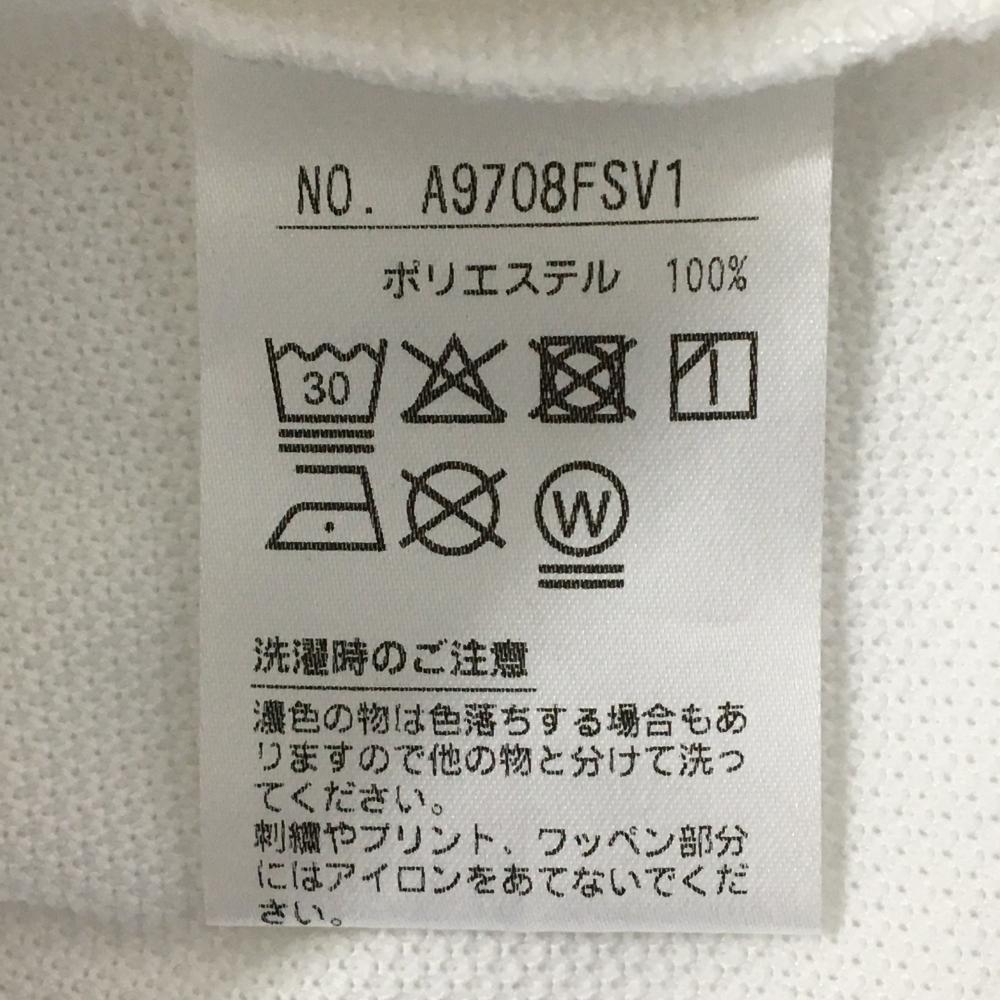 NO. A9708FSV1
ポリエステル 100%
30
W
洗濯時のご注意
濃色の物は色落ちする場合もあ
りますので他の物と分けて洗っ
てください。
刺繍やプリント、ワッペン部分
にはアイロンをあてないでくだ
さい。